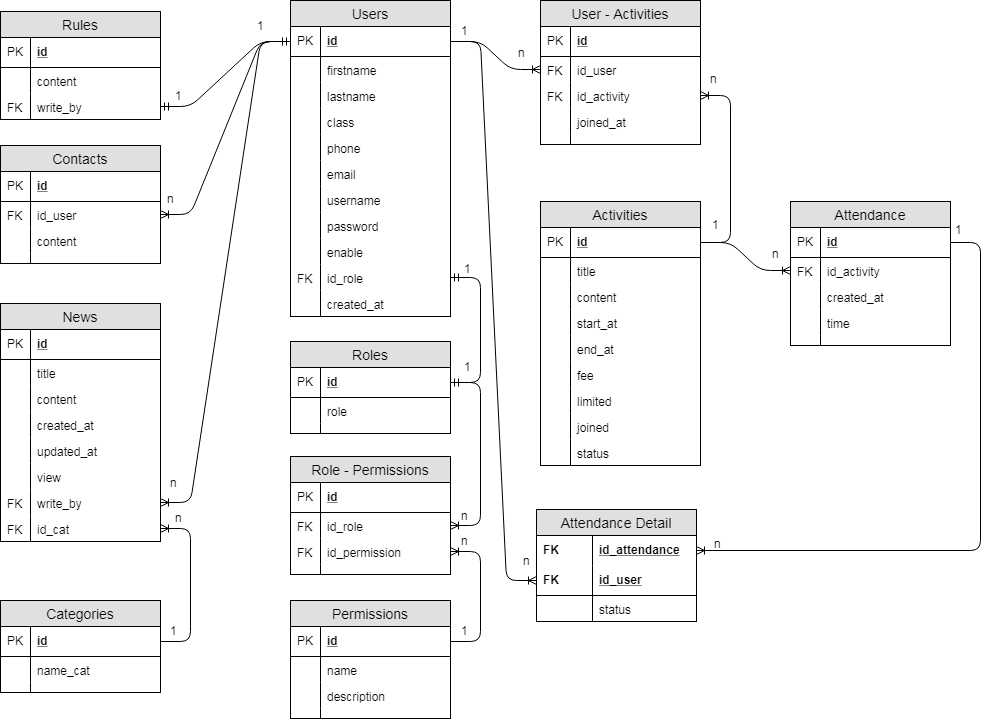 Rules
PK id
content
FK write_by
Contacts
PK id
FK id_user
content
News
PK id
title
content
created_at
updated_at
view
FK write_by
FK id_cat
Categories
PK id
name_cat
1
1
n
n
n
1
Users
PK id
firstname
lastname
class
phone
email
username
password
enable
FK id_role
created_at
Roles
PK id
role
Role - Permissions
PK id
FK id_role
FK id_permission
Permissions
PK id
name
description
1
1
1
n
n
1
n
n
User - Activities
PK id
FK id_user
FK id_activity
joined_at
Activities
PK id
title
content
start_at
end_at
fee
limited
joined
status
Attendance Detail
FK id_attendance
FK id_user
status
n
1
n
n
Attendance
PK id
FK id_activity
created_at
time
1